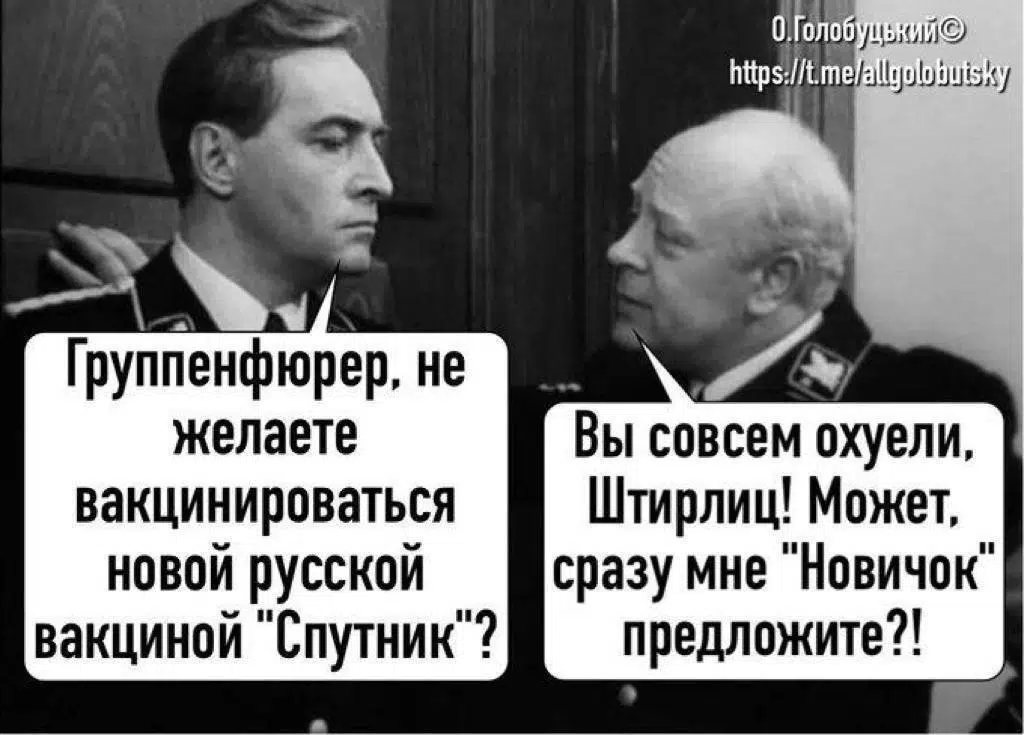 О.Голобуцький©
https://t.me/allgolobutsky
Группенфюрер, не
желаете
вакцинироваться
новой русской
вакциной "Спутник"?
Вы совсем охуели,
Штирлиц! Может,
сразу мне "Новичок"
предложите?!